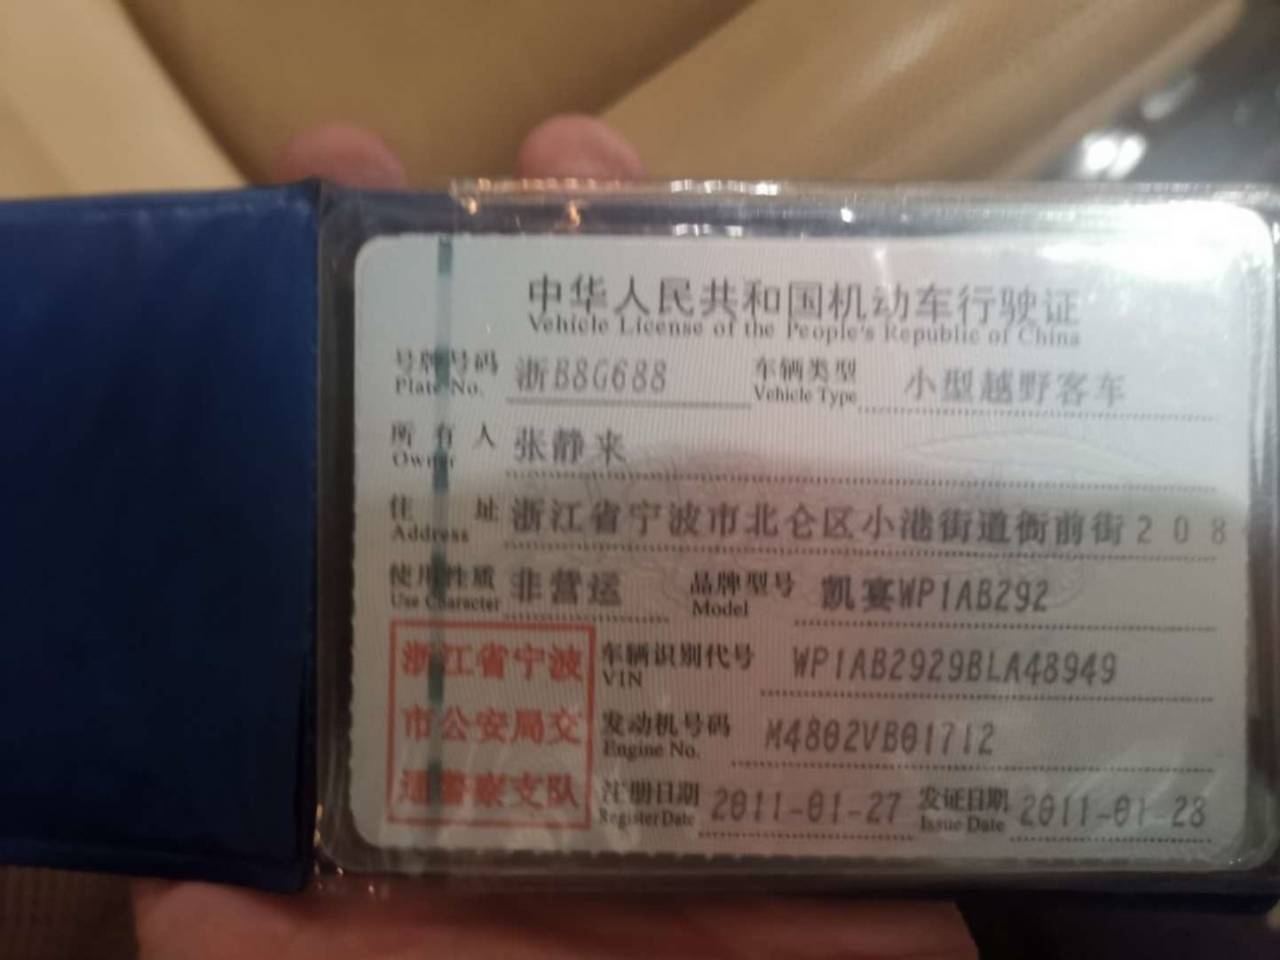 中华人民共和国机动车行驶证
Vehicle License of the People's Republic of China
号牌号码 浙B8G688 车辆类型 小型越野客车
Plate No. Vehicle Type
所有人 张静来
Owner
住址 浙江省宁波市北仑区小港街道衙前街208
Address
使用性质 非营运 品牌型号 凯宴WP1AB292
Use Character Model
车辆识别代号 WP1AB2929BLA48949
VIN
发动机号码 M4802VB01712
Engine No.
注册日期 2011-01-27 发证日期 2011-01-28
Register Date Issue Date
浙江省宁波
市公安局交
通警察支队